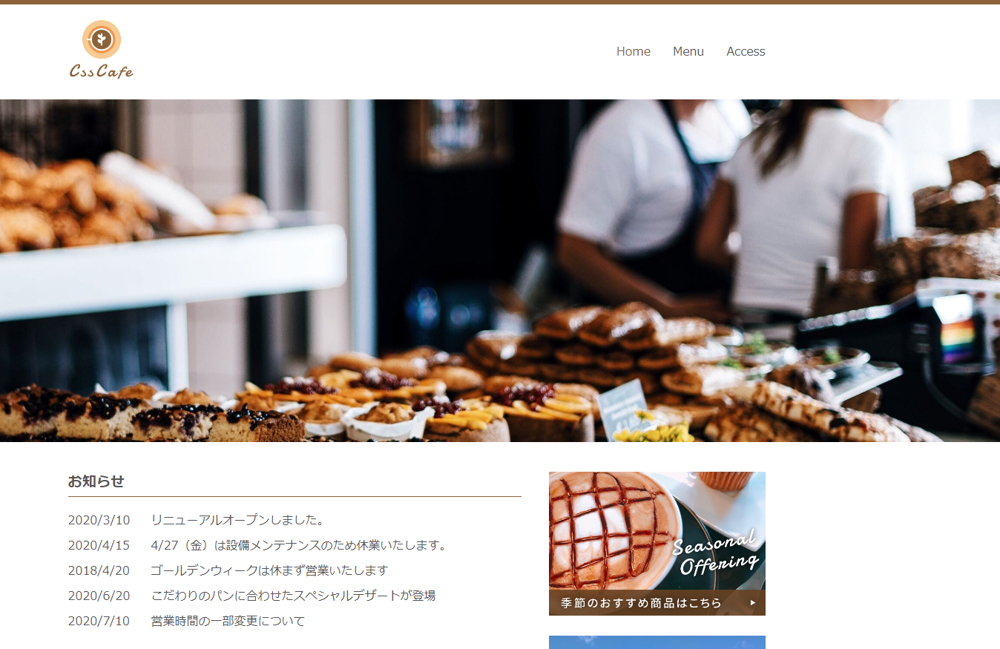 CssCafe
Home Menu Access
お知らせ
2020/3/10 リニューアルオープンしました。
2020/4/15 4/27（金）は設備メンテナンスのため休業いたします。
2018/4/20 ゴールデンウィークは休まず営業いたします
2020/6/20 こだわりのパンに合わせたスペシャルデザートが登場
2020/7/10 営業時間の一部変更について
Seasonal
Offering
季節のおすすめ商品はこちら